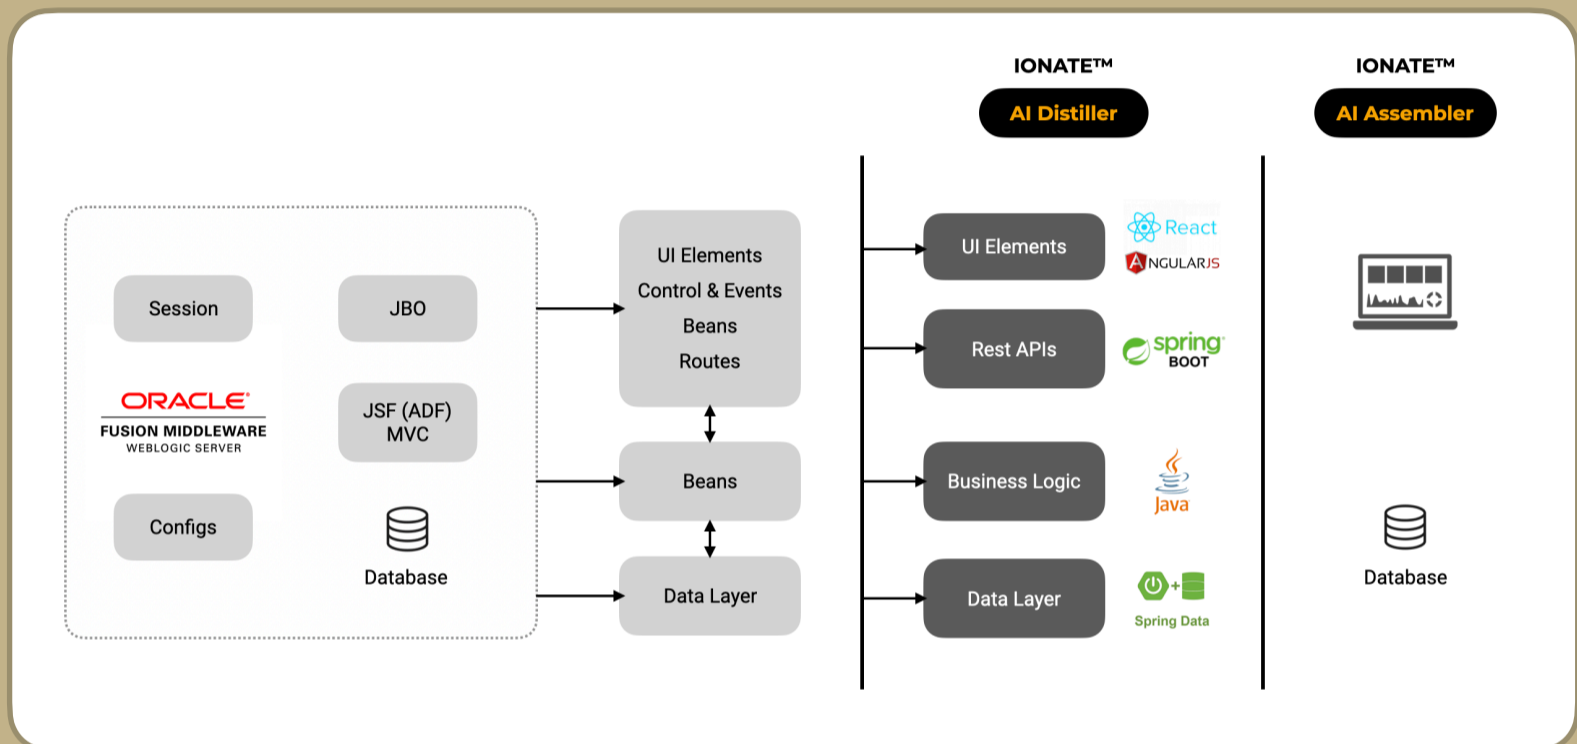 IONATE™
AI Distiller
IONATE™
AI Assembler
Session
JBO
ORACLE®
FUSION MIDDLEWARE
WEBLOGIC SERVER
JSF (ADF)
MVC
Configs
Database
UI Elements
Control & Events
Beans
Routes
Beans
Data Layer
UI Elements
React
ANGULARJS
Rest APIs
spring
BOOT
Business Logic
Java
Data Layer
Spring Data
Database